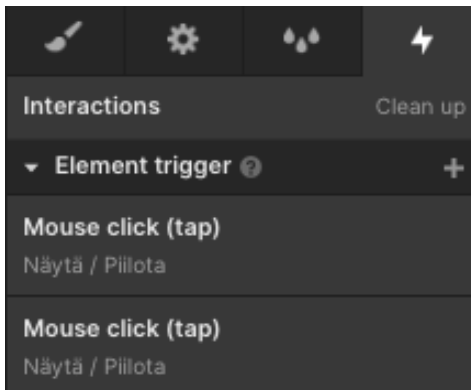 Interactions Clean up
Element trigger ?
Mouse click (tap)
Näytä / Piilota
Mouse click (tap)
Näytä / Piilota